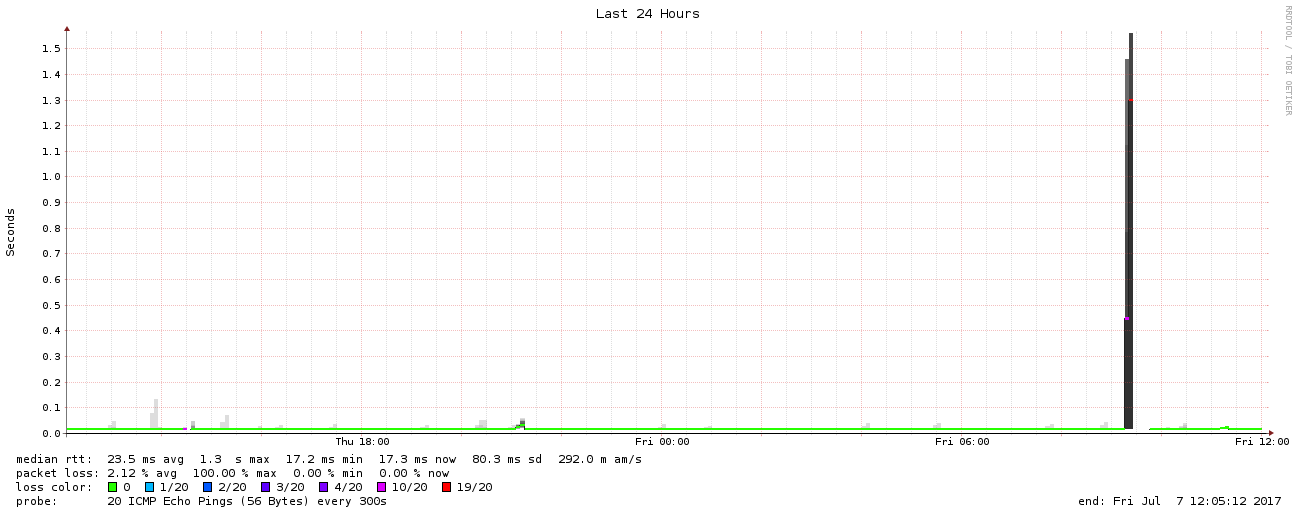 Last 24 Hours
RRDTOOL / TOBI OETIKER
Seconds
1.5
1.4
1.3
1.2
1.1
1.0
0.9
0.8
0.7
0.6
0.5
0.4
0.3
0.2
0.1
0.0
Thu 18:00 Fri 00:00 Fri 06:00 Fri 12:00
median rtt: 23.5 ms avg 1.3 s max 17.2 ms min 17.3 ms now 80.3 ms sd 292.0 m am/s
packet loss: 2.12 % avg 100.00 % max 0.00 % min 0.00 % now
loss color: 0 1/20 2/20 3/20 4/20 10/20 19/20
probe: 20 ICMP Echo Pings (56 Bytes) every 300s end: Fri Jul 7 12:05:12 2017